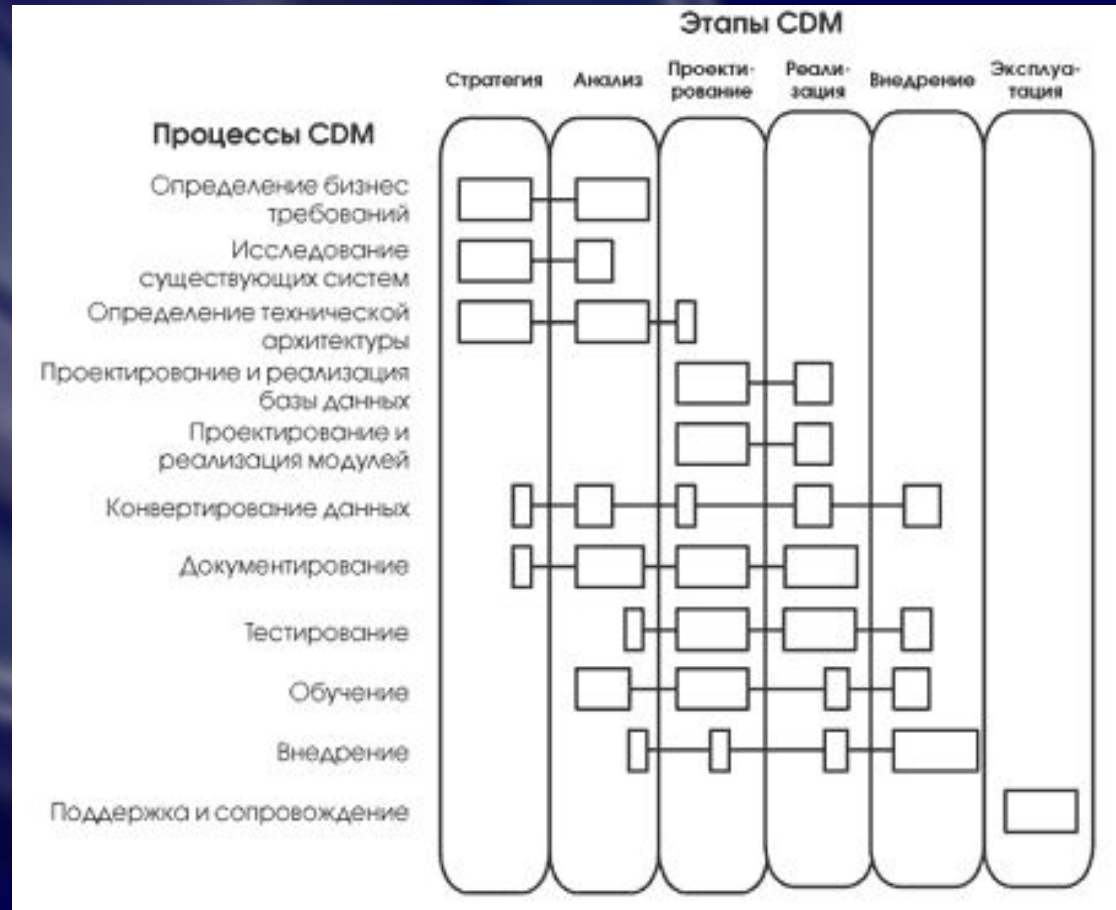 Этапы CDM
Стратегия Анализ Проекти- Реали- Внедрение Эксплуа-
рование зация тация
Процессы CDM
Определение бизнес
требований
Исследование
существующих систем
Определение технической
архитектуры
Проектирование и реализация
базы данных
Проектирование и
реализация модулей
Конвертирование данных
Документирование
Тестирование
Обучение
Внедрение
Поддержка и сопровождение